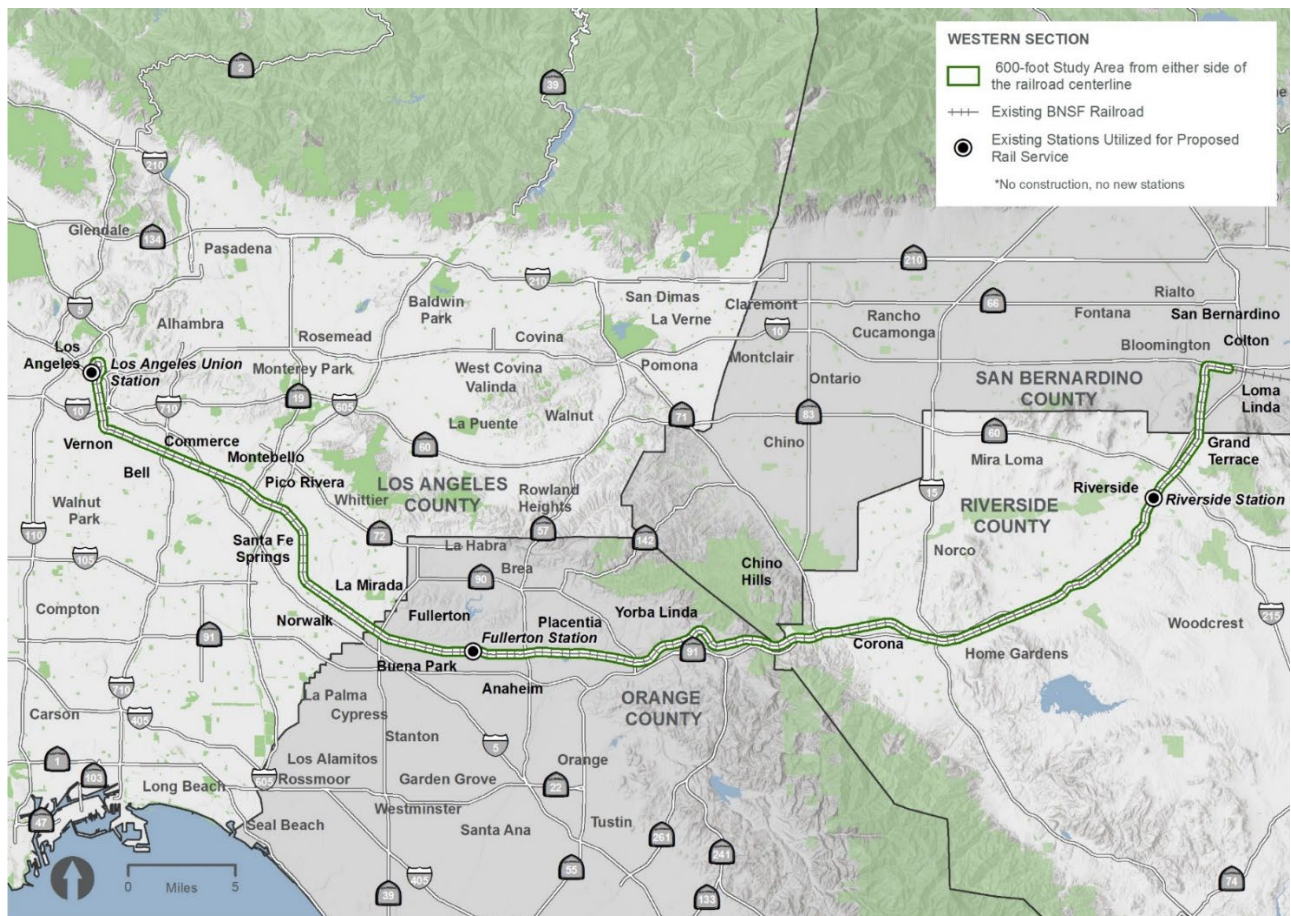 WESTERN SECTION
600-foot Study Area from either side of
the railroad centerline
Existing BNSF Railroad
Existing Stations Utilized for Proposed
Rail Service
*No construction, no new stations
2
39
210
Glendale
134
Pasadena
210
210
5
Alhambra
Rosemead
Baldwin
Park
Covina
San Dimas
La Verne
Claremont
10
Rancho
Cucamonga
66
Rialto
Fontana
San Bernardino
Los
Angeles
Los Angeles Union
Station
Monterey Park
West Covina
Valinda
Pomona
Montclair
Bloomington
Colton
10
710
19
605
Walnut
71
Ontario
83
SAN BERNARDINO
COUNTY
Loma
Linda
Vernon
Commerce
Montebello
60
La Puente
Chino
60
Mira Loma
Grand
Terrace
Bell
Pico Rivera
Whittier
LOS ANGELES
COUNTY
Rowland
Heights
15
Riverside
Riverside Station
Walnut
Park
110
105
Santa Fe
Springs
72
57
142
RIVERSIDE
COUNTY
La Habra
Brea
90
Chino
Hills
Norco
Compton
La Mirada
Fullerton
Placentia
Yorba Linda
91
Norwalk
Fullerton Station
91
Corona
Home Gardens
Woodcrest
215
Buena Park
Anaheim
ORANGE
COUNTY
La Palma
Cypress
710
405
Carson
Stanton
5
1
103
Los Alamitos
Rossmoor
605
Orange
Long Beach
Garden Grove
22
47
Westminster
Seal Beach
Santa Ana
Tustin
261
241
0
5
Miles
405
55
39
133
74